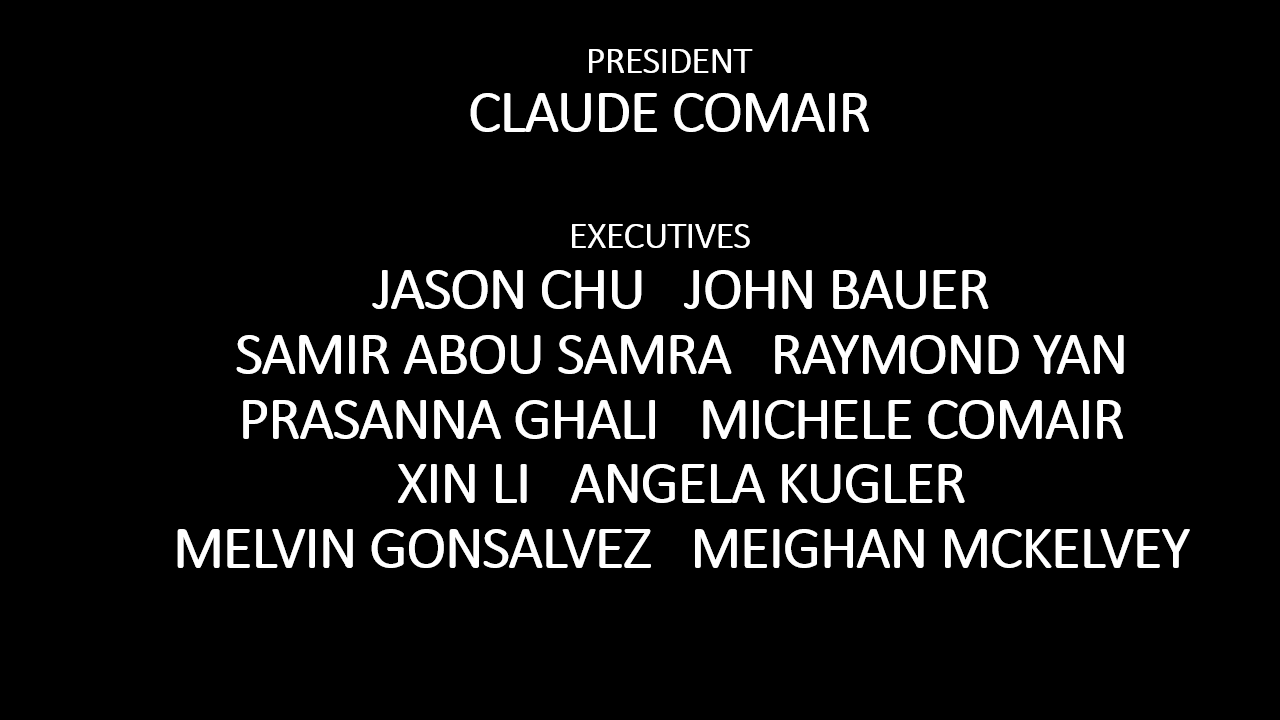 PRESIDENT
CLAUDE COMAIR
EXECUTIVES
JASON CHU   JOHN BAUER
SAMIR ABOU SAMRA   RAYMOND YAN
PRASANNA GHALI   MICHELE COMAIR
XIN LI   ANGELA KUGLER
MELVIN GONSALVEZ   MEIGHAN MCKELVEY